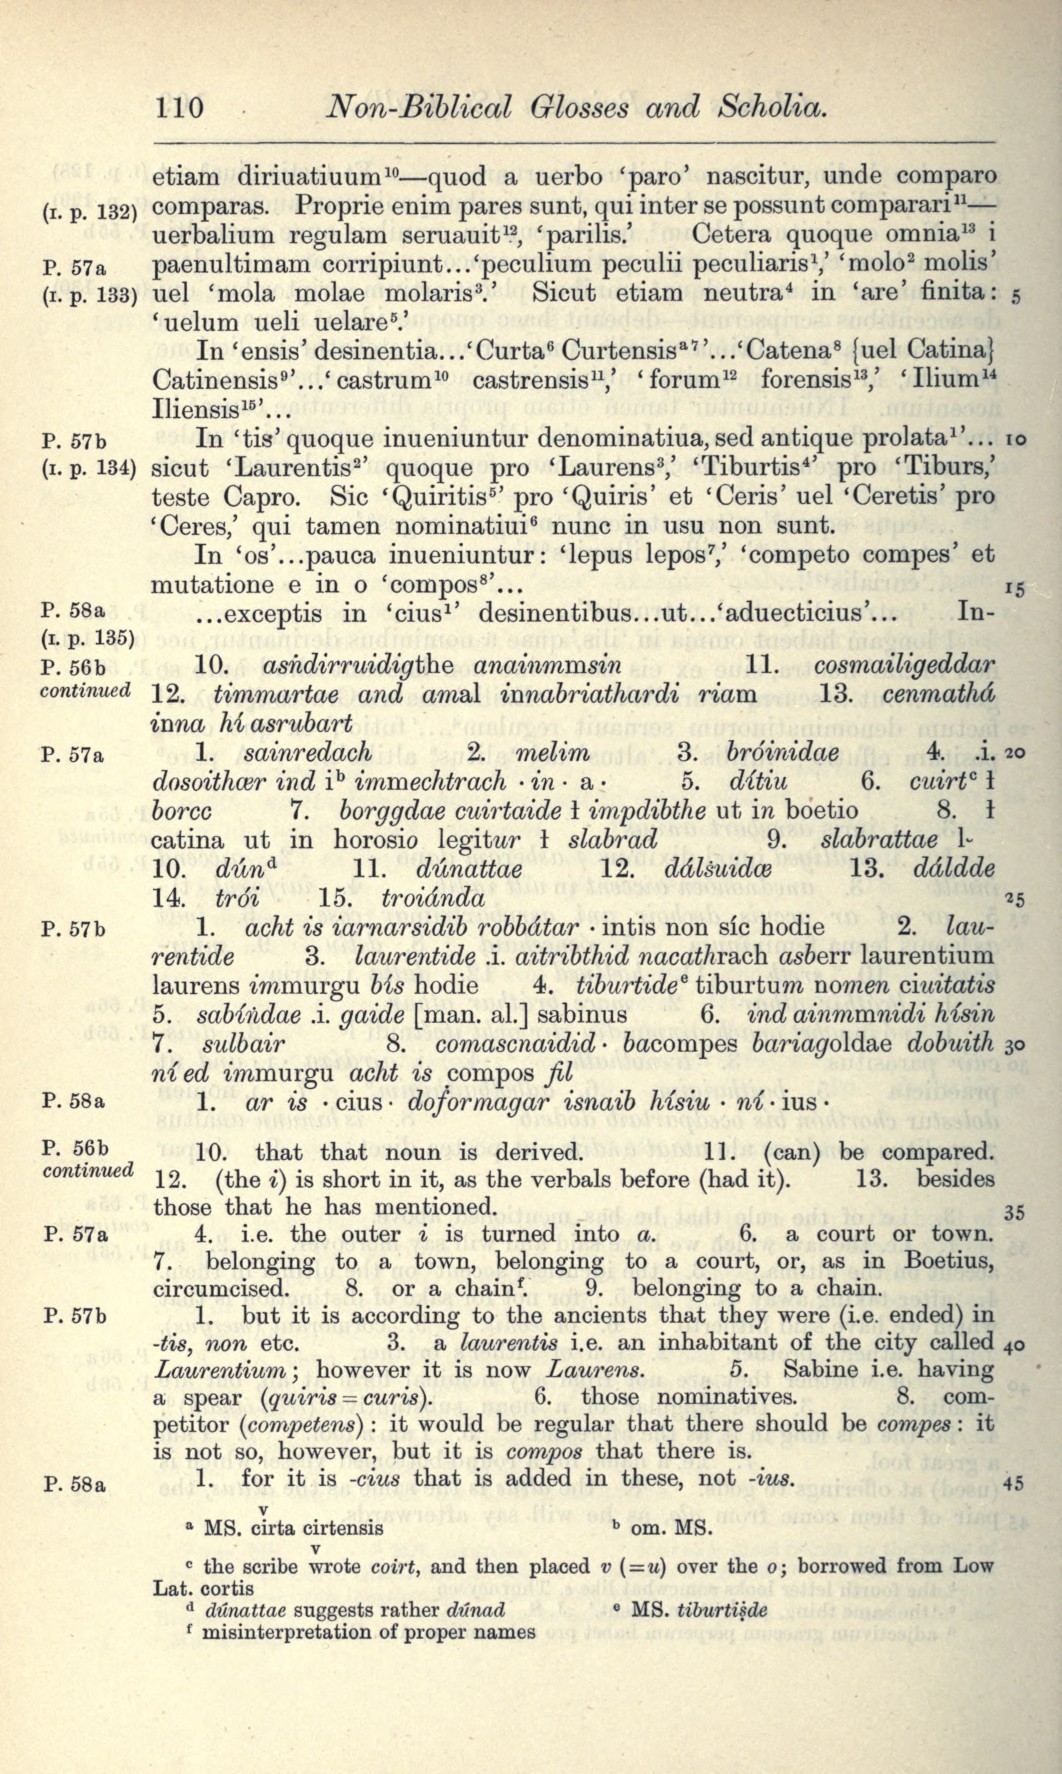 110 Non-Biblical Glosses and Scholia.
etiam diriuatiuum¹⁰—quod a uerbo ‘paro’ nascitur, unde comparo
(I. p. 132) comparas. Proprie enim pares sunt, qui inter se possunt comparari¹¹—
uerbalium regulam seruauit¹², ‘parilis.’ Cetera quoque omnia¹³ i
P. 57a paenultimam corripiunt...‘peculium peculii peculiaris¹,’ ‘molo² molis’
(I. p. 133) uel ‘mola molae molaris³.’ Sicut etiam neutra⁴ in ‘are’ finita: 5
‘uelum ueli uelare⁵.’
In ‘ensis’ desinentia...‘Curta⁶ Curtensisᵃ⁷’...‘Catena⁸ {uel Catina}
Catinensis⁹’...‘castrum¹⁰ castrensis¹¹,’ ‘forum¹² forensis¹³,’ ‘Ilium¹⁴
Iliensis¹⁵’...
P. 57b In ‘tis’ quoque inueniuntur denominatiua, sed antique prolata¹’... 10
(I. p. 134) sicut ‘Laurentis²’ quoque pro ‘Laurens³,’ ‘Tiburtis⁴’ pro ‘Tiburs,’
teste Capro. Sic ‘Quiritis⁵’ pro ‘Quiris’ et ‘Ceris’ uel ‘Ceretis’ pro
‘Ceres,’ qui tamen nominatiui⁶ nunc in usu non sunt.
In ‘os’...pauca inueniuntur: ‘lepus lepos⁷,’ ‘competo compes’ et
mutatione e in o ‘compos⁸’... 15
P. 58a ...exceptis in ‘cius¹’ desinentibus...ut...‘aduecticius’... In-
(I. p. 135)
P. 56b 10. asṅdirruidigthe anainmmsin 11. cosmailigeddar
continued 12. timmartae and amal innabriathardi riam 13. cenmathá
inna hí asrubart
P. 57a 1. sainredach 2. melim 3. bróinidae 4. .i. 20
dosoithcer ind iᵇ immechtrach · in · a · 5. dítiu 6. cuirtᶜ ł
borcc 7. borggdae cuirtaide ł impdibthe ut in boetio 8. ł
catina ut in horosio legitur ł slabrad 9. slabrattae ꝉ
10. dúnᵈ 11. dúnattae 12. dálṡuidæ 13. dáldde
14. trói 15. troiánda 25
P. 57b 1. acht is iarnarsidib robbátar · intis non síc hodie 2. lau-
rentide 3. laurentide .i. aitribthid nacathrach asberr laurentium
laurens immurgu bís hodie 4. tiburtideᵉ tiburtum nomen ciuitatis
5. sabíṅdae .i. gaide [man. al.] sabinus 6. ind ainmmnidi hísin
7. sulbair 8. comascnaidid · bacompes bariagoldae dobuith 30
ní ed immurgu acht is compos fil
P. 58a 1. ar is · cius · doformagar isnaib hísiu · ní · ius ·
P. 56b 10. that that noun is derived. 11. (can) be compared.
continued 12. (the i) is short in it, as the verbals before (had it). 13. besides
those that he has mentioned. 35
P. 57a 4. i.e. the outer i is turned into a. 6. a court or town.
7. belonging to a town, belonging to a court, or, as in Boetius,
circumcised. 8. or a chainᶠ. 9. belonging to a chain.
P. 57b 1. but it is according to the ancients that they were (i.e. ended) in
-tis, non etc. 3. a laurentis i.e. an inhabitant of the city called 40
Laurentium; however it is now Laurens. 5. Sabine i.e. having
a spear (quiris = curis). 6. those nominatives. 8. com-
petitor (competens): it would be regular that there should be compes: it
is not so, however, but it is compos that there is.
P. 58a 1. for it is -cius that is added in these, not -ius. 45
v
ᵃ MS. cirta cirtensis ᵇ om. MS.
v
ᶜ the scribe wrote coirt, and then placed v (=u) over the o; borrowed from Low
Lat. cortis
ᵈ dúnattae suggests rather dúnad ᵉ MS. tiburtiṣde
ᶠ misinterpretation of proper names